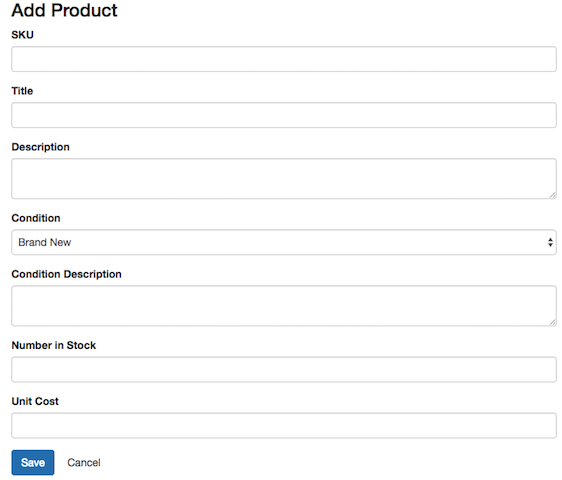 Add Product
SKU
Title
Description
Condition
Brand New
Condition Description
Number in Stock
Unit Cost
Save Cancel